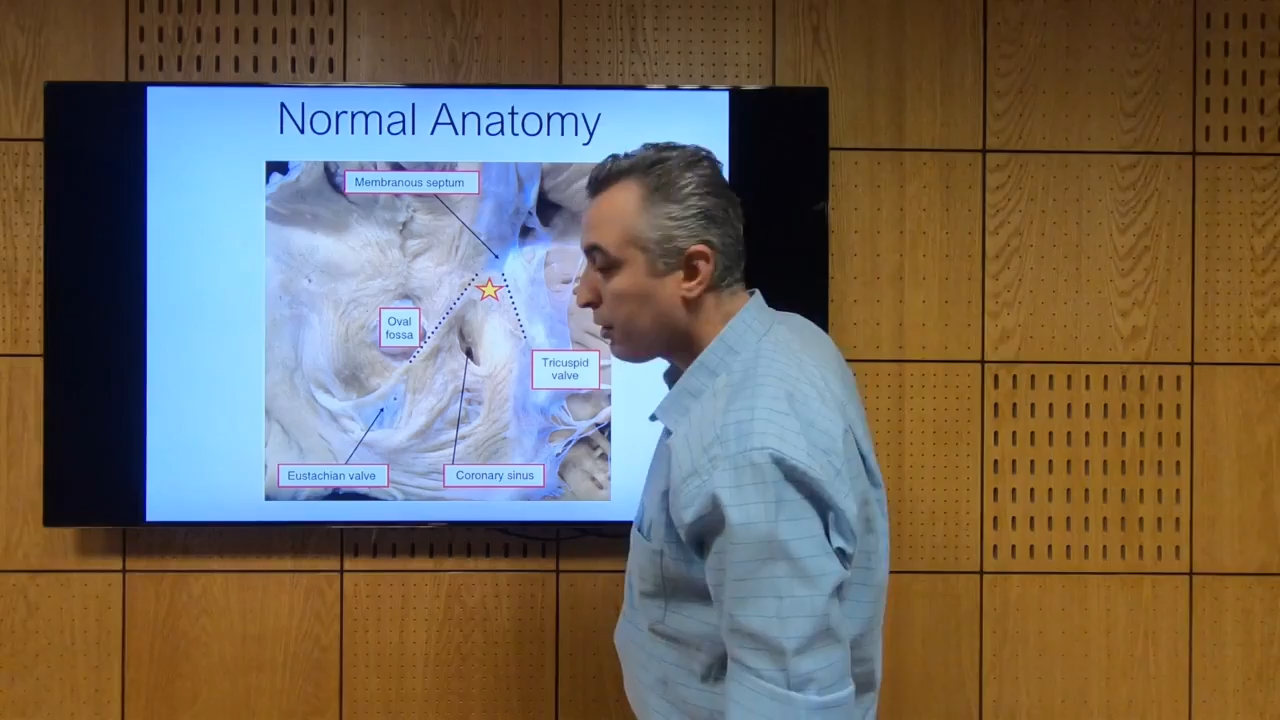 Normal Anatomy
Membranous septum
Oval
fossa
Tricuspid
valve
Eustachian valve
Coronary sinus